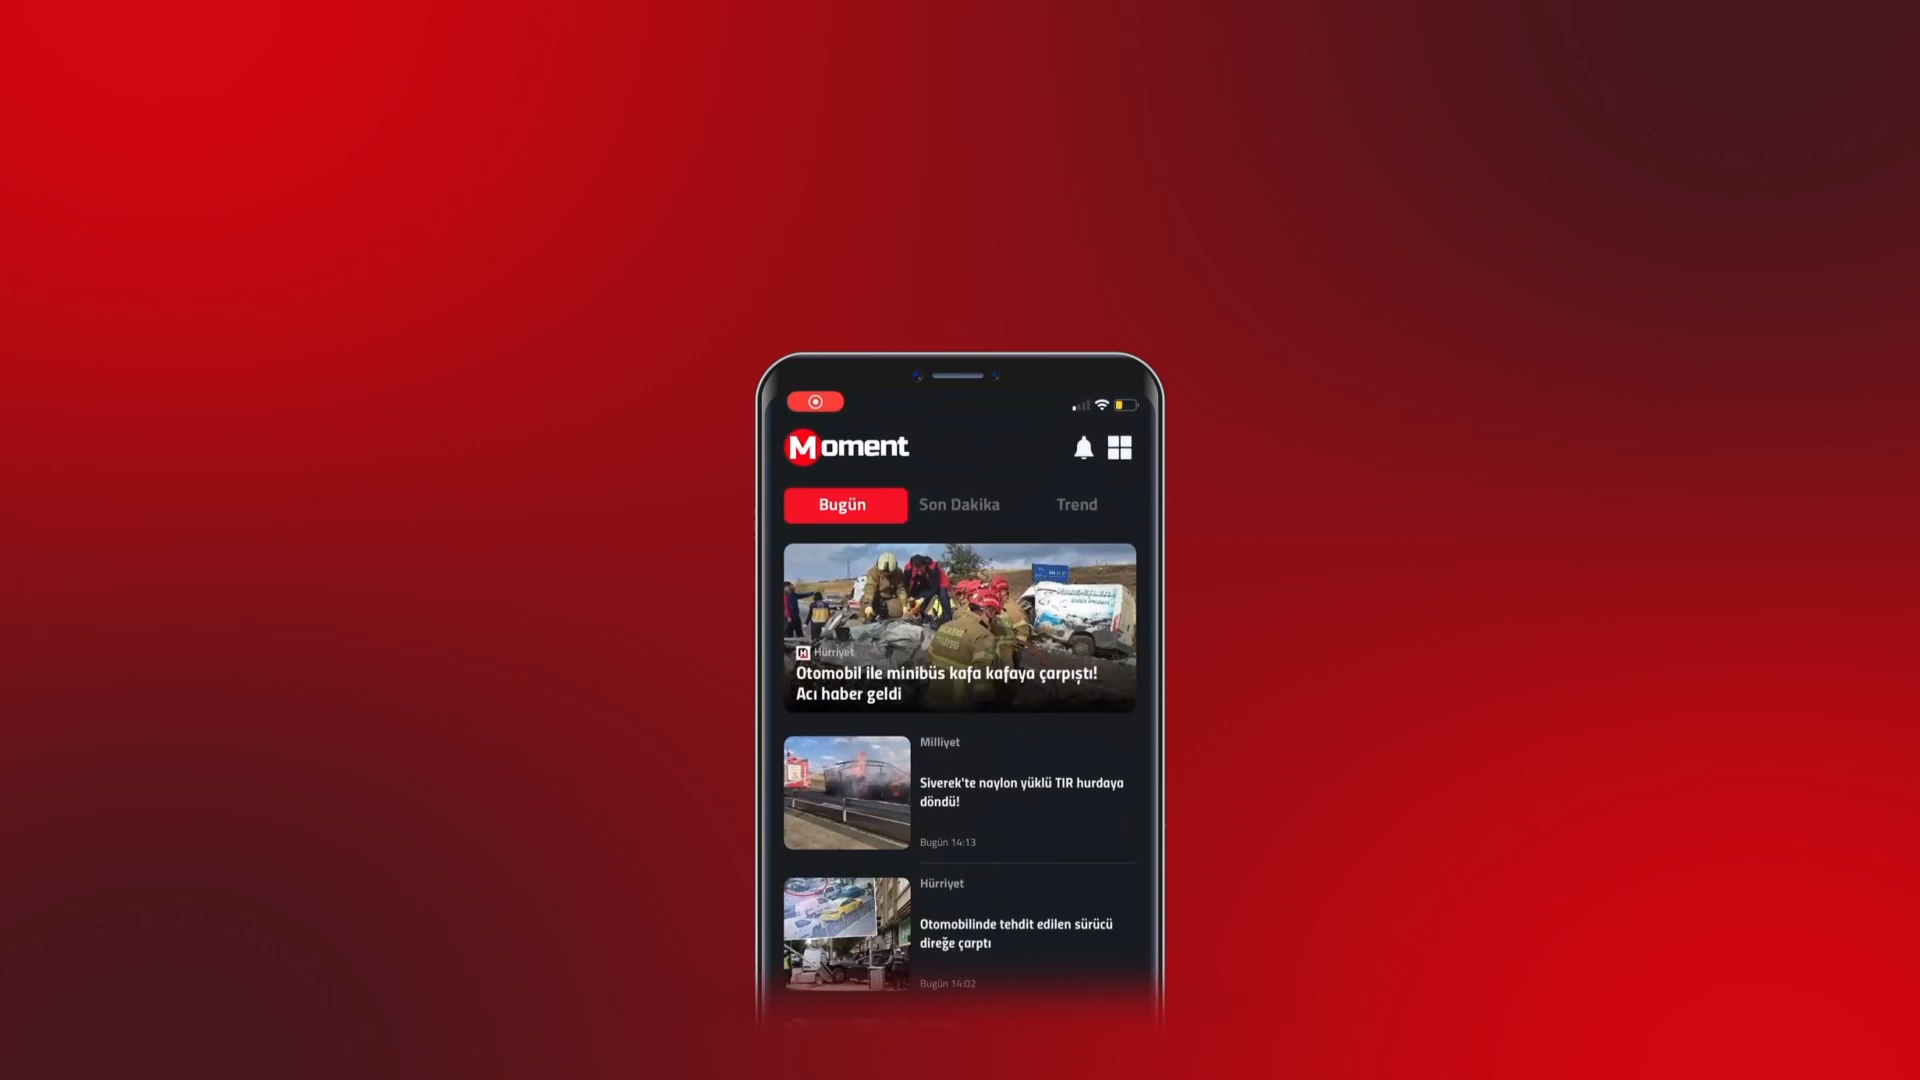 Moment
Bugün
Son Dakika
Trend
Hürriyet
Otomobil ile minibüs kafa kafaya çarpıştı!
Acı haber geldi
Milliyet
Siverek'te naylon yüklü TIR hurdaya
döndü!
Bugün 14:13
Hürriyet
Otomobilinde tehdit edilen sürücü
direğe çarptı
Bugün 14:02